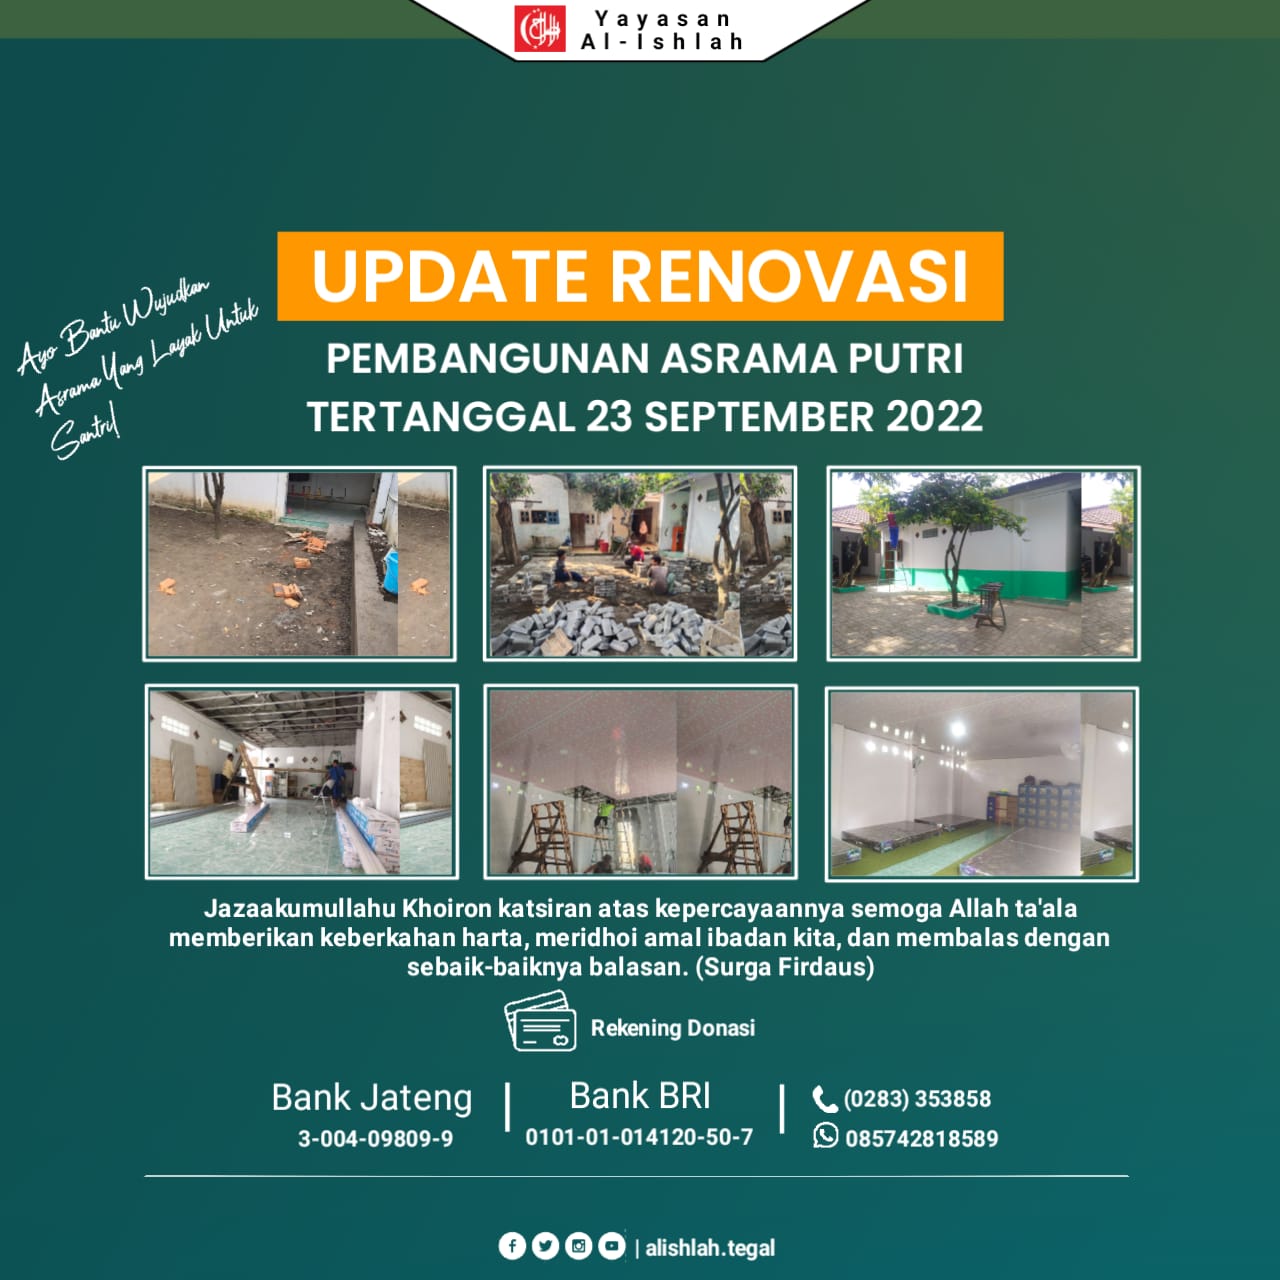 Yayasan
Al-Ishlah
UPDATE RENOVASI
PEMBANGUNAN ASRAMA PUTRI
TERTANGGAL 23 SEPTEMBER 2022
Ayo Bantu Wujudkan
Asrama Yang Layak Untuk
Santri!
Jazaakumullahu Khoiron katsiran atas kepercayaannya semoga Allah ta'ala
memberikan keberkahan harta, meridhoi amal ibadan kita, dan membalas dengan
sebaik-baiknya balasan. (Surga Firdaus)
Rekening Donasi
Bank Jateng
3-004-09809-9
Bank BRI
0101-01-014120-50-7
(0283) 353858
085742818589
| alishlah.tegal